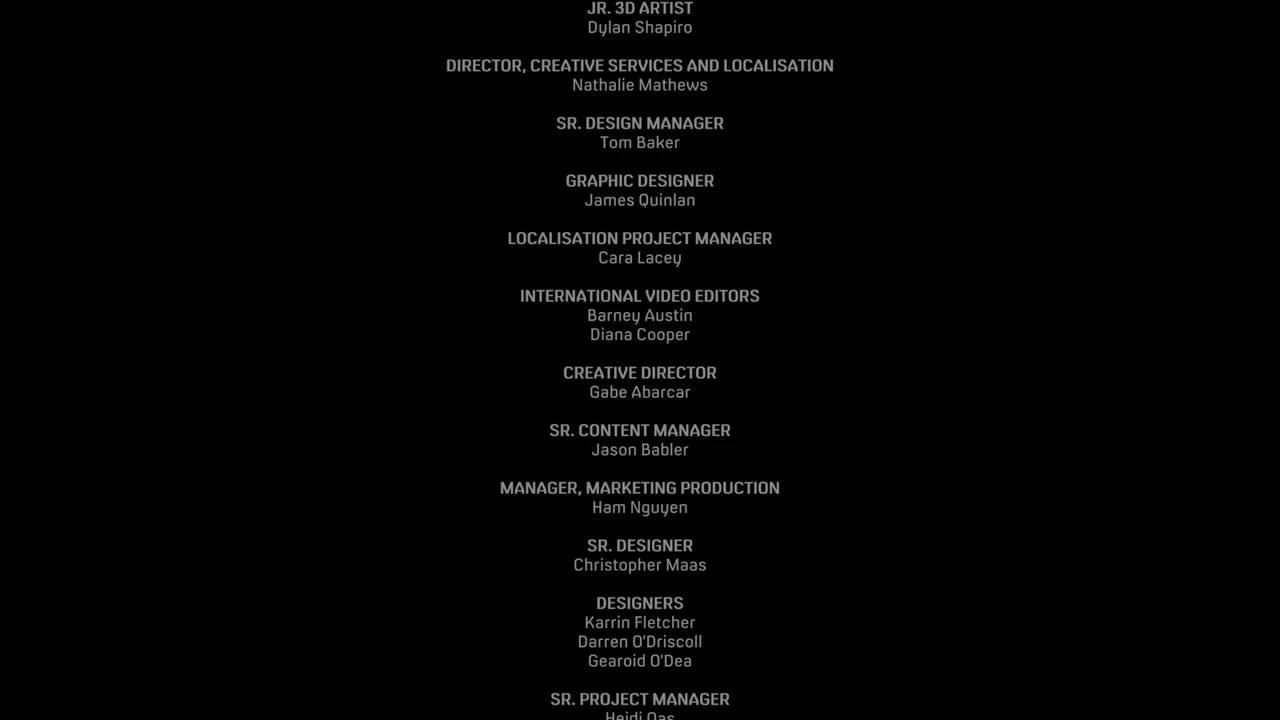 JR. 3D ARTIST
Dylan Shapiro
DIRECTOR, CREATIVE SERVICES AND LOCALISATION
Nathalie Mathews
SR. DESIGN MANAGER
Tom Baker
GRAPHIC DESIGNER
James Quinlan
LOCALISATION PROJECT MANAGER
Cara Lacey
INTERNATIONAL VIDEO EDITORS
Barney Austin
Diana Cooper
CREATIVE DIRECTOR
Gabe Abarcar
SR. CONTENT MANAGER
Jason Babler
MANAGER, MARKETING PRODUCTION
Ham Nguyen
SR. DESIGNER
Christopher Maas
DESIGNERS
Karrin Fletcher
Darren O'Driscoll
Gearoid O'Dea
SR. PROJECT MANAGER
Heidi